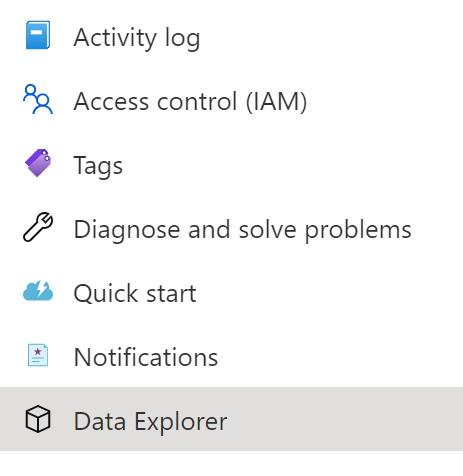 Activity log
Access control (IAM)
Tags
Diagnose and solve problems
Quick start
Notifications
Data Explorer